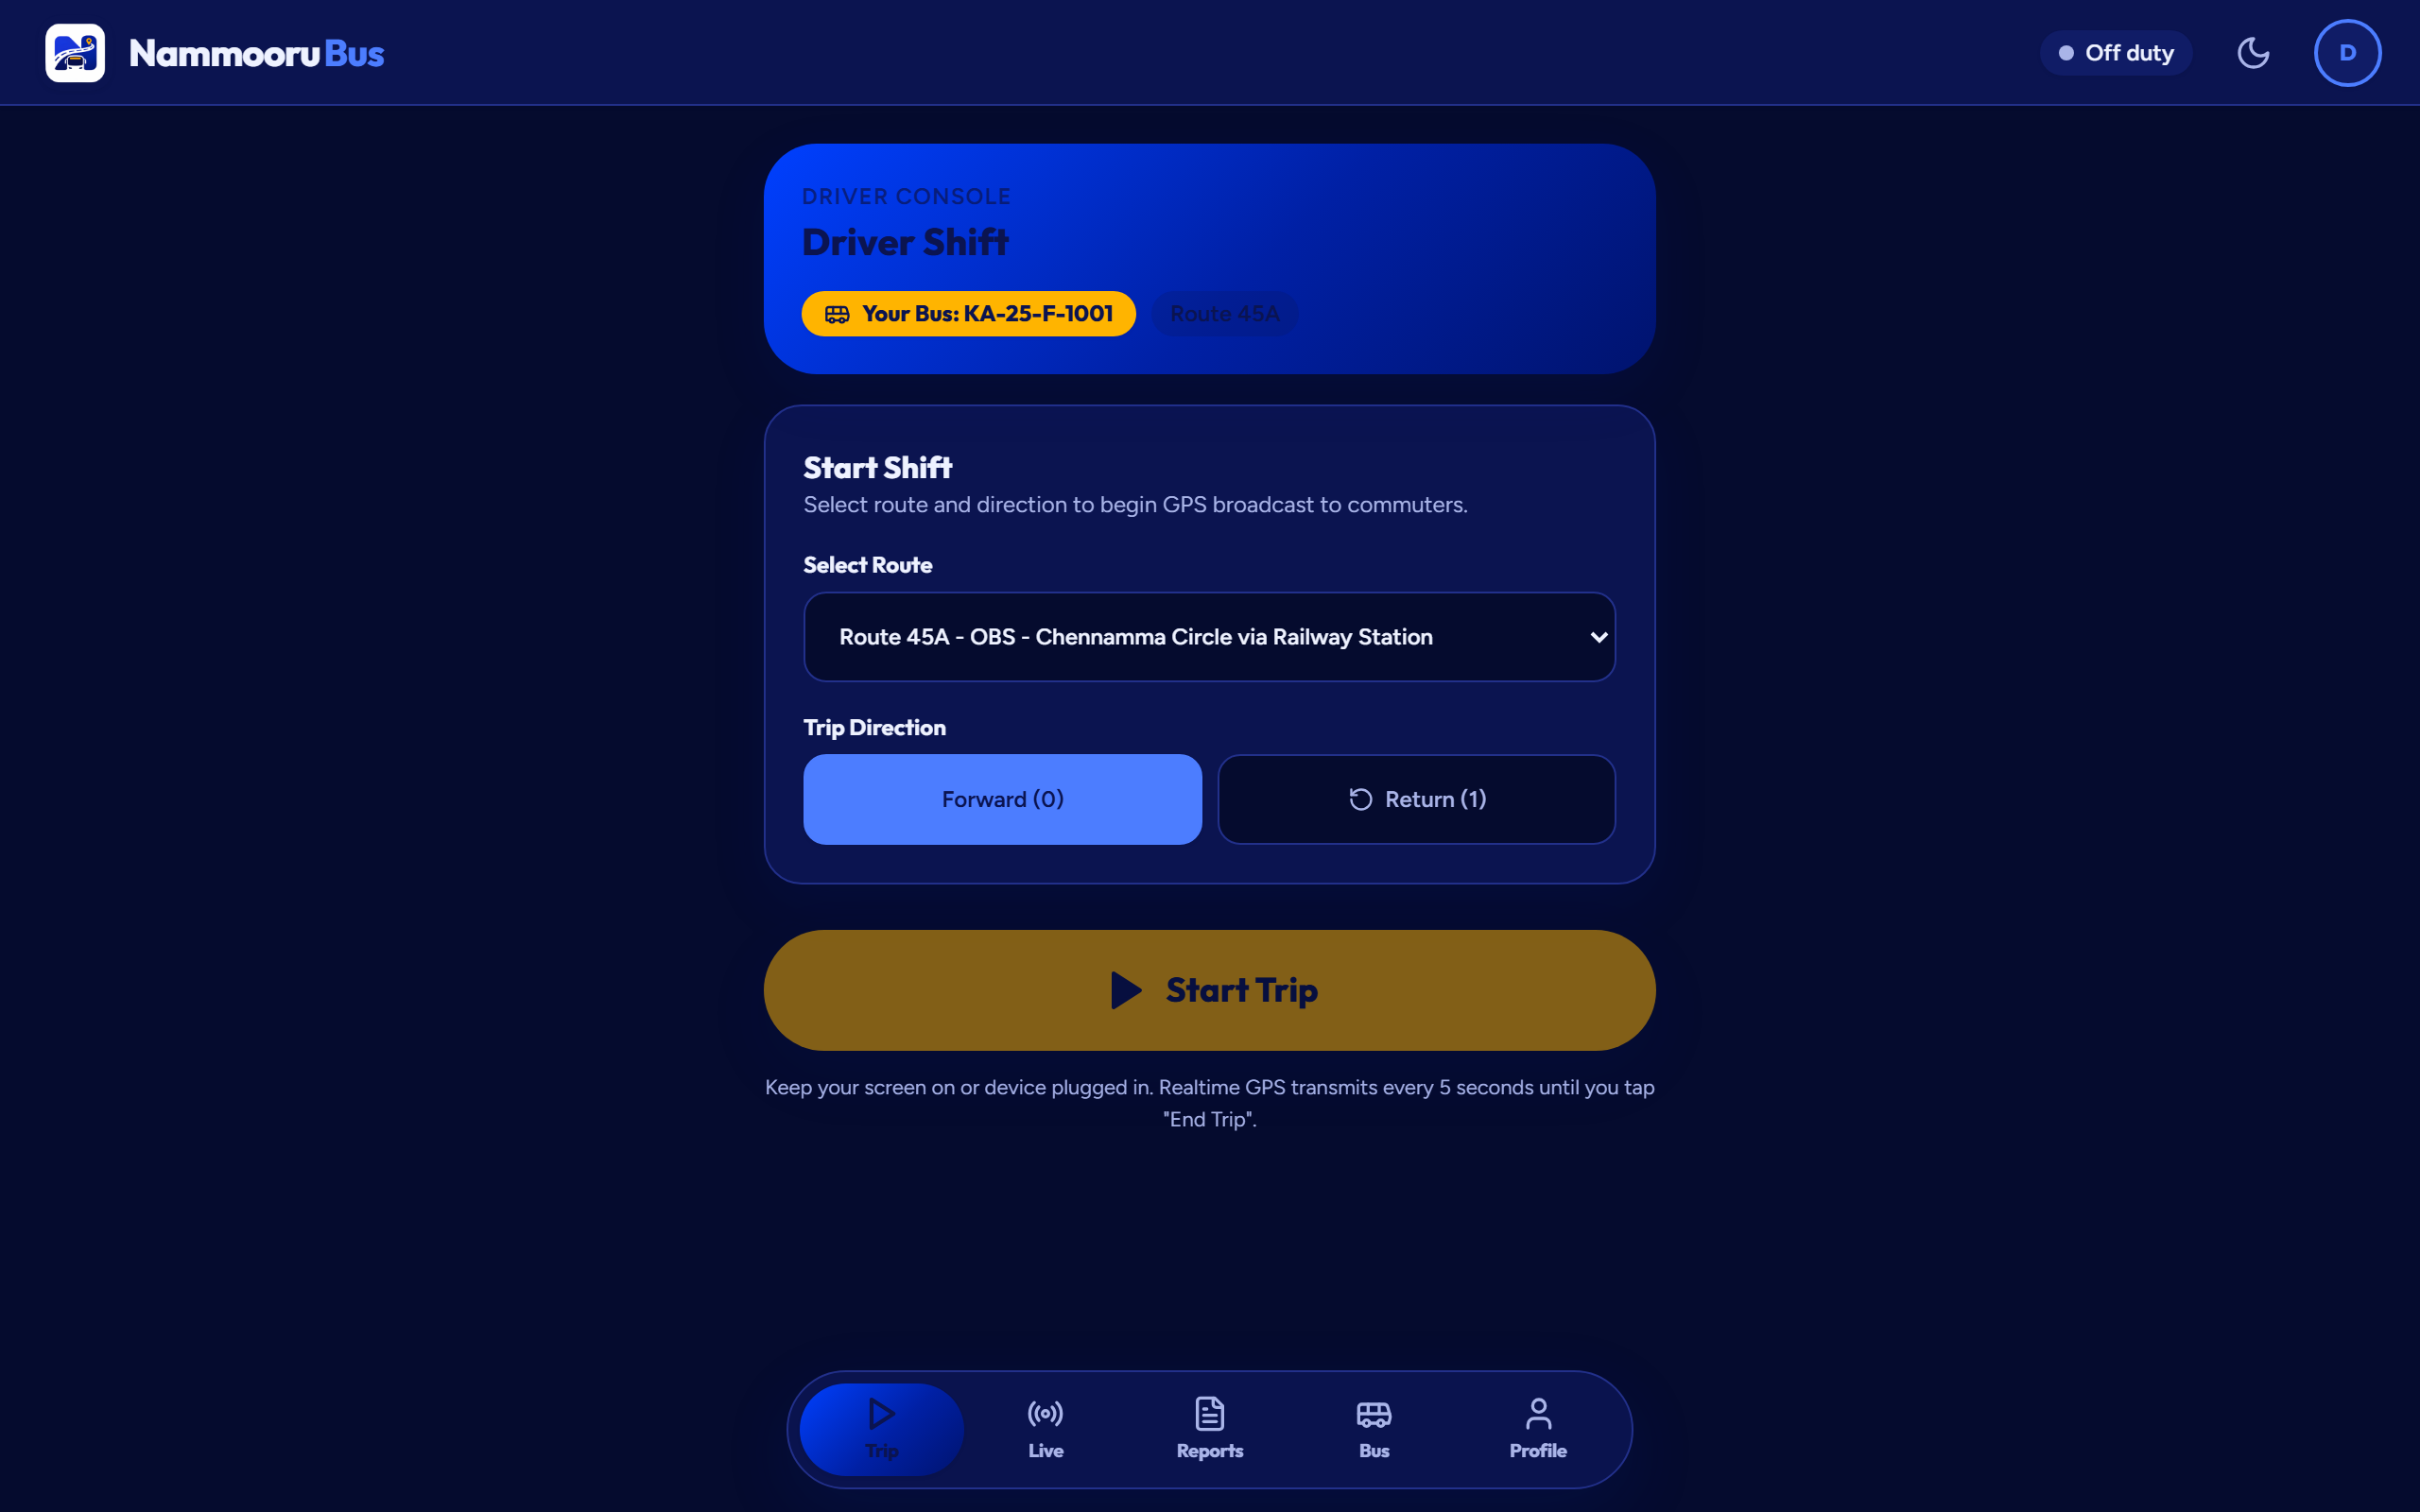 Nammooru Bus
Off duty
D
DRIVER CONSOLE
Driver Shift
Your Bus: KA-25-F-1001
Route 45A
Start Shift
Select route and direction to begin GPS broadcast to commuters.
Select Route
Route 45A - OBS - Chennamma Circle via Railway Station
Trip Direction
Forward (0)
Return (1)
Start Trip
Keep your screen on or device plugged in. Realtime GPS transmits every 5 seconds until you tap
"End Trip".
Trip
Live
Reports
Bus
Profile